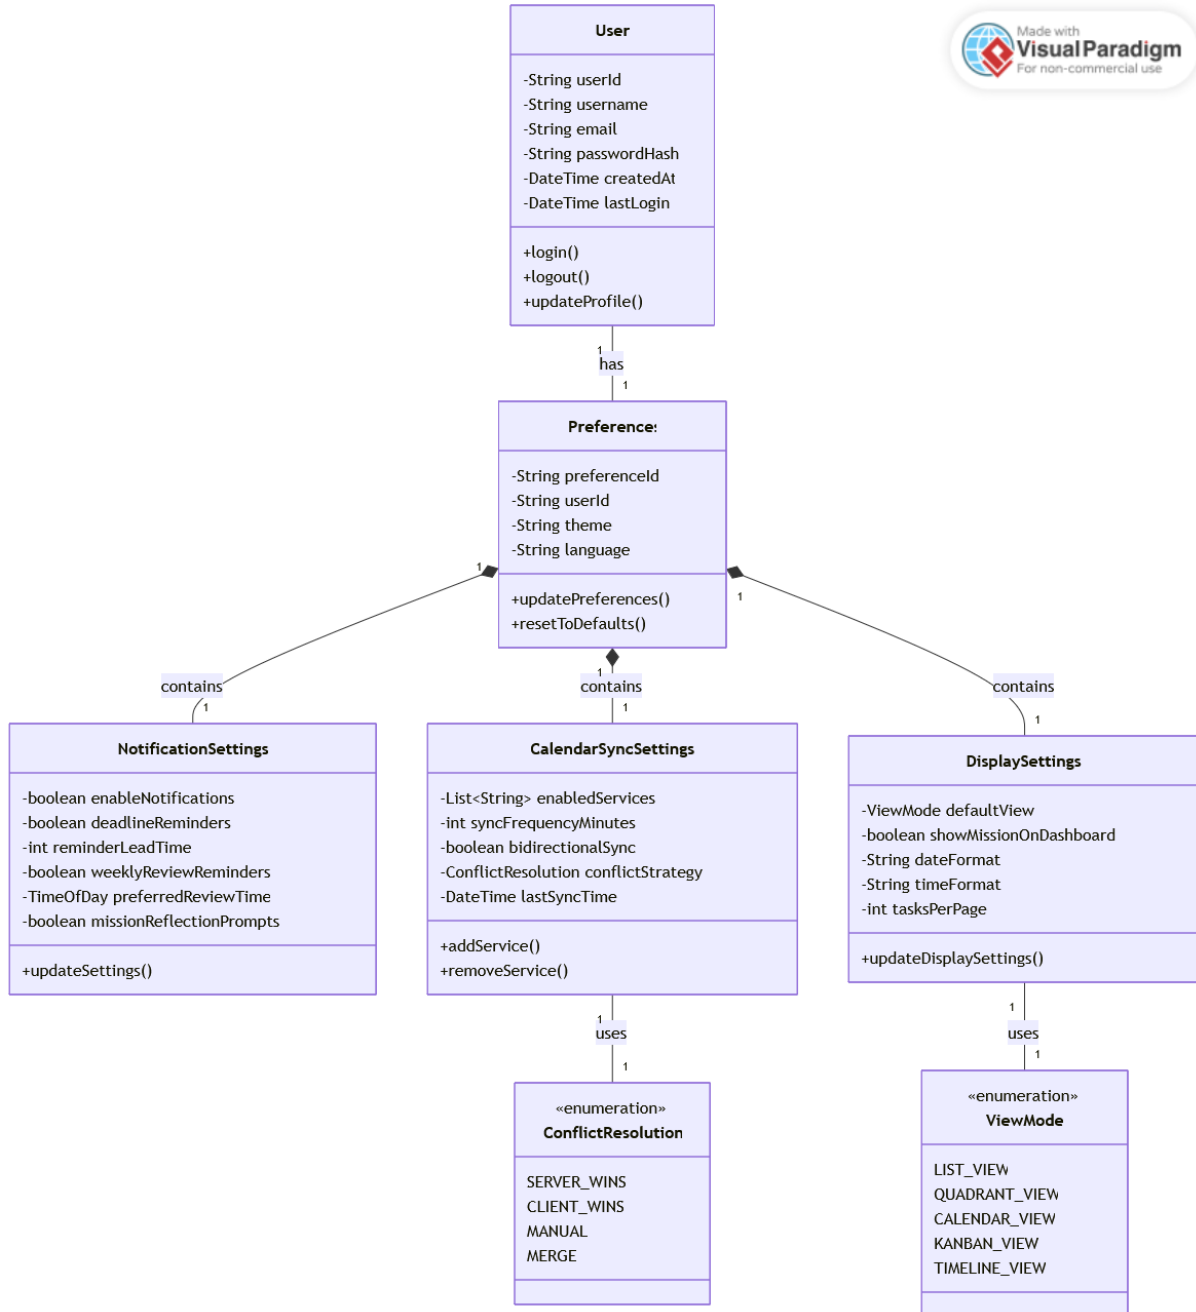 User
-String userId
-String username
-String email
-String passwordHash
-DateTime createdAt
-DateTime lastLogin
+login()
+logout()
+updateProfile()
Made with
Visual Paradigm
For non-commercial use
1
has
1
Preferences
-String preferenceId
-String userId
-String theme
-String language
+updatePreferences()
+resetToDefaults()
1
1
1
contains
contains
contains
1
1
1
NotificationSettings
-boolean enableNotifications
-boolean deadlineReminders
-int reminderLeadTime
-boolean weeklyReviewReminders
-TimeOfDay preferredReviewTime
-boolean missionReflectionPrompts
+updateSettings()
CalendarSyncSettings
-List<String> enabledServices
-int syncFrequencyMinutes
-boolean bidirectionalSync
-ConflictResolution conflictStrategy
-DateTime lastSyncTime
+addService()
+removeService()
DisplaySettings
-ViewMode defaultView
-boolean showMissionOnDashboard
-String dateFormat
-String timeFormat
-int tasksPerPage
+updateDisplaySettings()
1
uses
1
1
uses
1
«enumeration»
ConflictResolution
SERVER_WINS
CLIENT_WINS
MANUAL
MERGE
«enumeration»
ViewMode
LIST_VIEW
QUADRANT_VIEW
CALENDAR_VIEW
KANBAN_VIEW
TIMELINE_VIEW